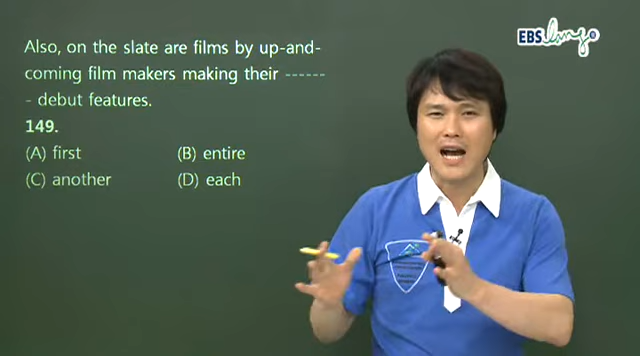 EBS lang
Also, on the slate are films by up-and-
coming film makers making their ------
- debut features.
149.
(A) first
(B) entire
(C) another
(D) each